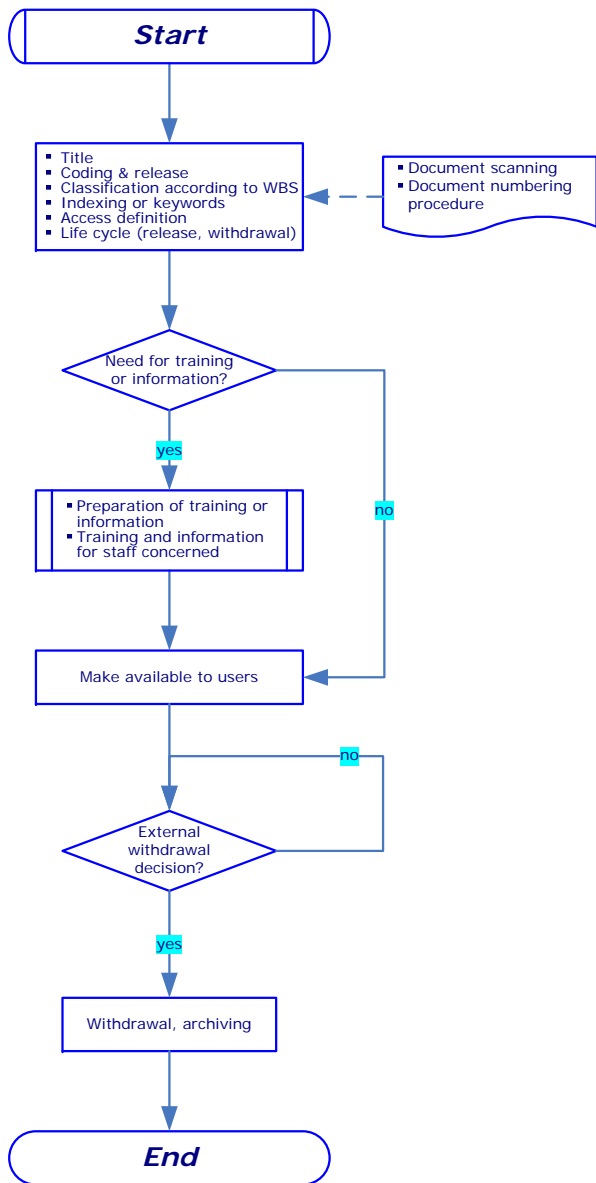 Start
▪ Title
▪ Coding & release
▪ Classification according to WBS
▪ Indexing or keywords
▪ Access definition
▪ Life cycle (release, withdrawal)
▪ Document scanning
▪ Document numbering
procedure
Need for training
or information?
yes
no
▪ Preparation of training or
information
▪ Training and information
for staff concerned
Make available to users
no
External
withdrawal
decision?
yes
Withdrawal, archiving
End